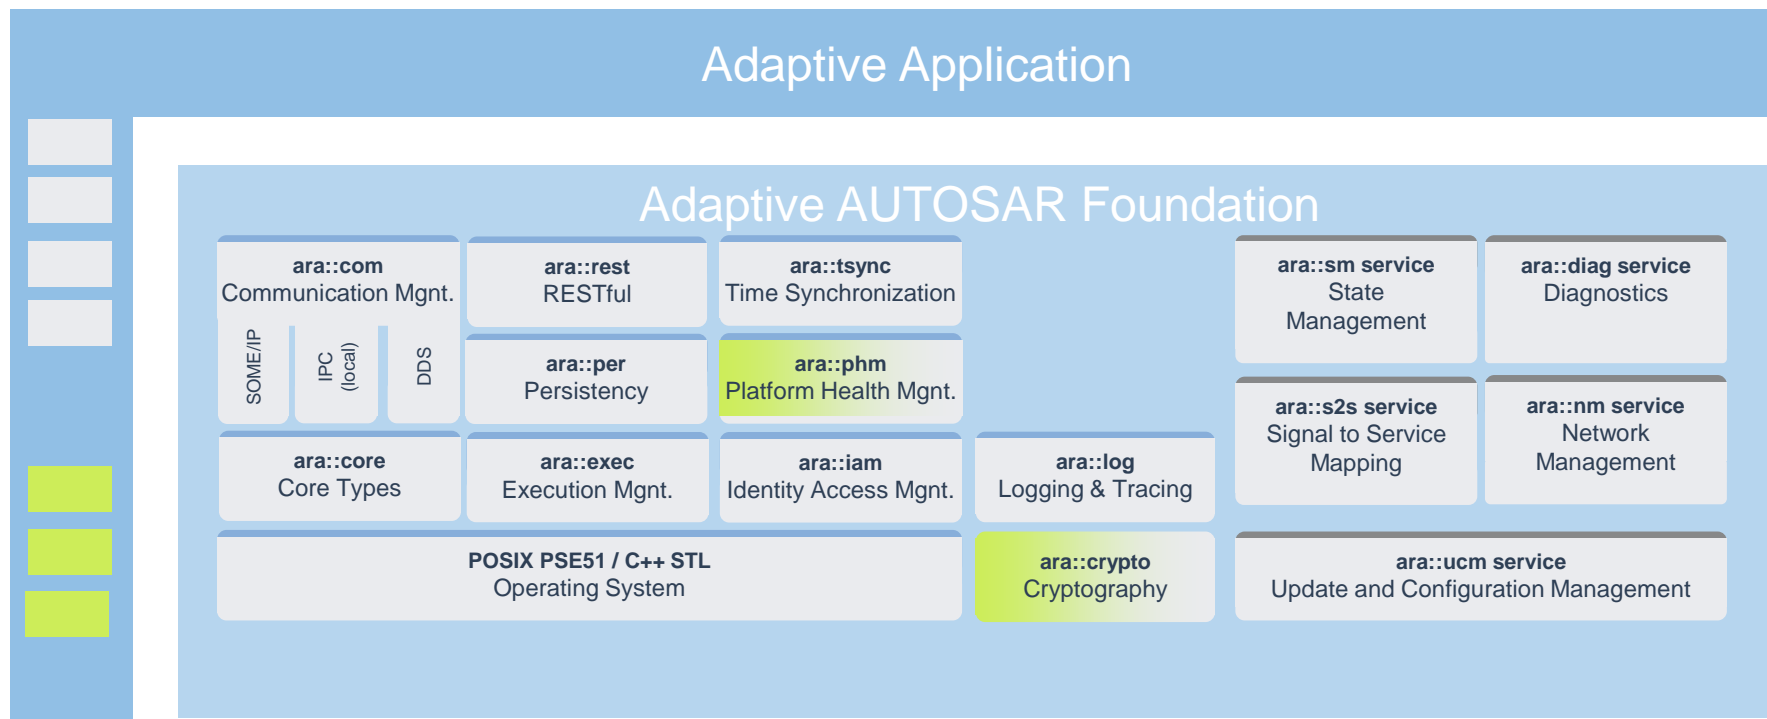 Adaptive Application
Adaptive AUTOSAR Foundation
ara::com
Communication Mgnt.
SOME/IP
IPC
(local)
DDS
ara::rest
RESTful
ara::tsync
Time Synchronization
ara::per
Persistency
ara::phm
Platform Health Mgnt.
ara::core
Core Types
ara::exec
Execution Mgnt.
ara::iam
Identity Access Mgnt.
ara::log
Logging & Tracing
POSIX PSE51 / C++ STL
Operating System
ara::crypto
Cryptography
ara::sm service
State
Management
ara::diag service
Diagnostics
ara::s2s service
Signal to Service
Mapping
ara::nm service
Network
Management
ara::ucm service
Update and Configuration Management